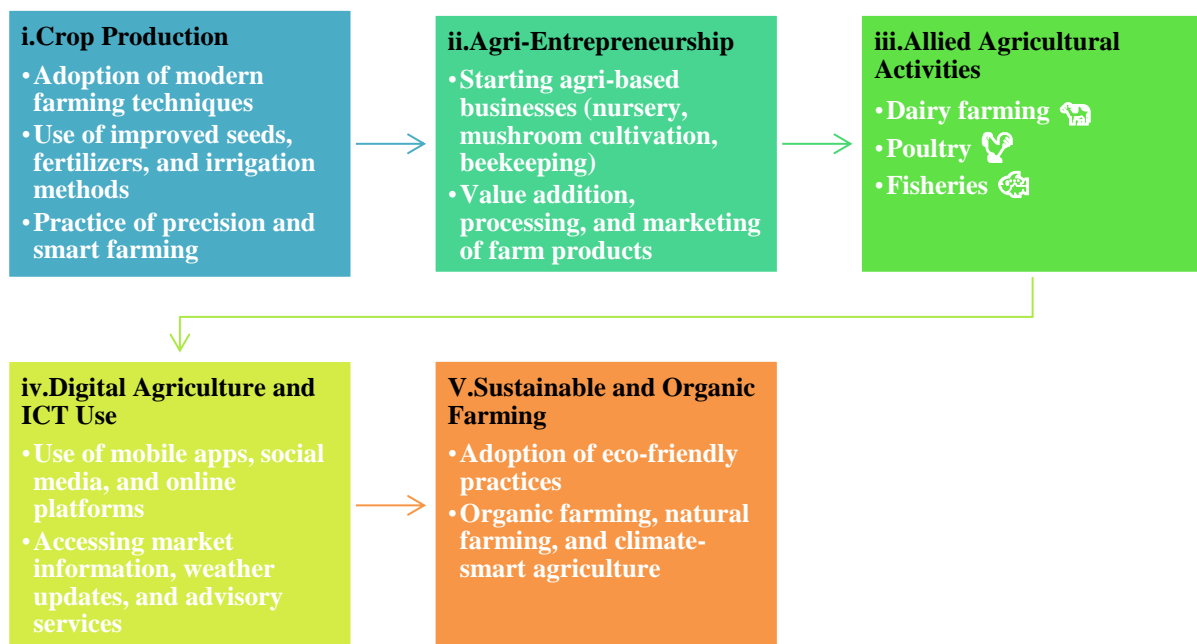 i.Crop Production
•Adoption of modern
farming techniques
•Use of improved seeds,
fertilizers, and irrigation
methods
•Practice of precision and
smart farming
ii.Agri-Entrepreneurship
•Starting agri-based
businesses (nursery,
mushroom cultivation,
beekeeping)
•Value addition,
processing, and marketing
of farm products
iii.Allied Agricultural
Activities
•Dairy farming
•Poultry
•Fisheries
iv.Digital Agriculture and
ICT Use
•Use of mobile apps, social
media, and online
platforms
•Accessing market
information, weather
updates, and advisory
services
V.Sustainable and Organic
Farming
•Adoption of eco-friendly
practices
•Organic farming, natural
farming, and climate-
smart agriculture